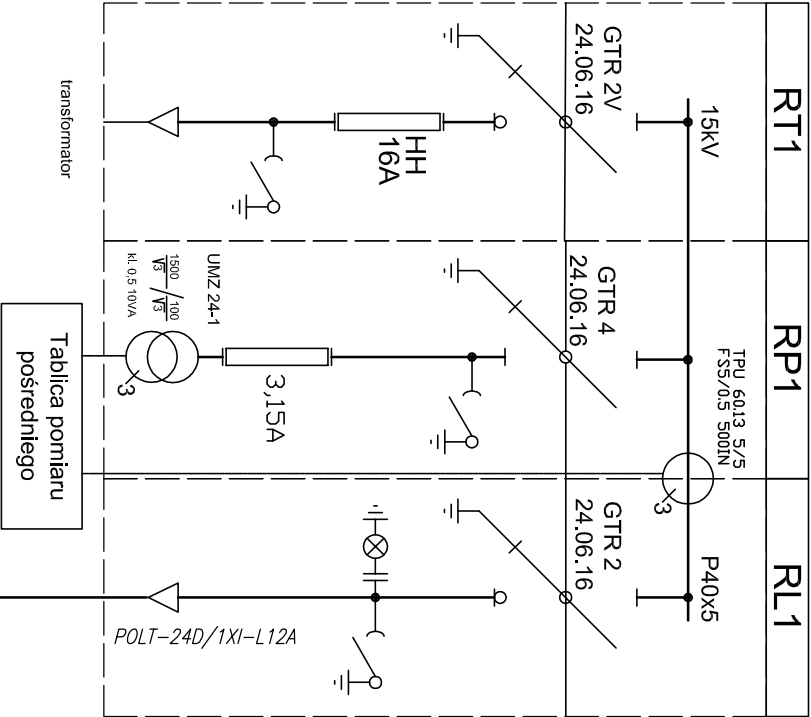 RT1
15kV
GTR 2V
24.06.16
HH
16A
transformator
RP1
TPU 60.13 5/5
FS5/0.5 500IN
3
GTR 4
24.06.16
3,15A
UMZ 24-1
1500/√3 / 100/√3
kl. 0,5 10VA
3
Tablica pomiaru
pośredniego
RL1
P40x5
GTR 2
24.06.16
POLT-24D/1XI-L12A